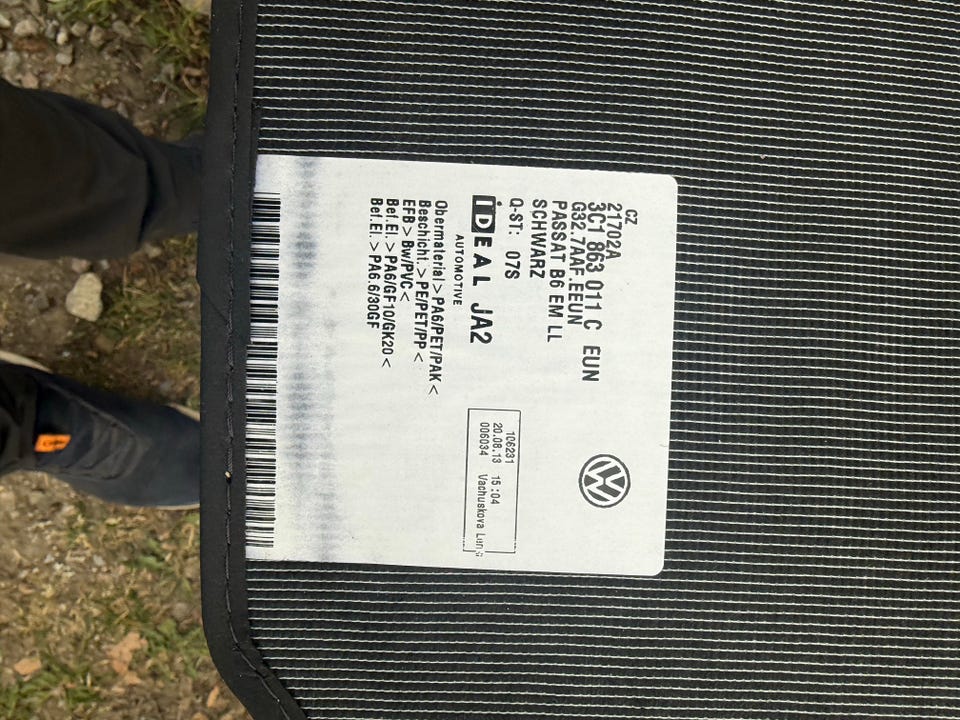 CZ
21702A
3C1 863 011 C EUN
G32.7AAF.EEUN
PASSAT B6 EM LL
SCHWARZ
Q-ST: 07S
iDEAL JA2
AUTOMOTIVE
Obermaterial>PA6/PET/PAK<
Beschicht.>PE/PET/PP<
EFB>Bw/PVC<
Bef.El.>PA6/GF10/GK20<
Bef.El.>PA6.6/30GF
106231
20.08.13 15:04
006034 Vachuskova